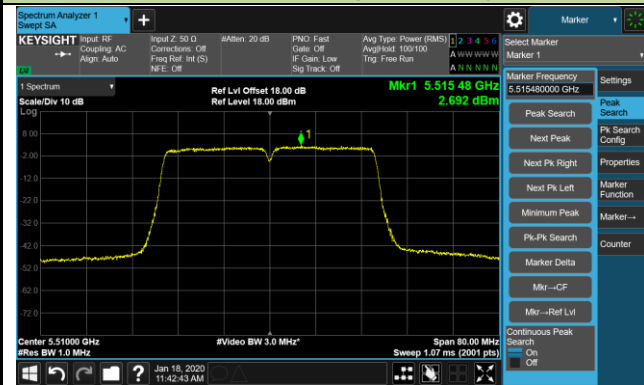 Spectrum Analyzer 1
Swept SA
Marker
KEYSIGHT
Input: RF
Coupling: AC
Align: Auto
Input Z: 50 Ω
Corrections: Off
Freq Ref: Int (S)
NFE: Off
#Atten: 20 dB
PNO: Fast
Gate: Off
IF Gain: Low
Sig Track: Off
Avg Type: Power (RMS)
Avg|Hold: 100/100
Trig: Free Run
1 2 3 4 5 6
A W W W W W
A N N N N N
Select Marker
Marker 1
1 Spectrum
Scale/Div 10 dB
Log
Ref Lvl Offset 18.00 dB
Ref Level 18.00 dBm
Mkr1 5.515 48 GHz
2.692 dBm
8.00
-2.00
-12.0
-22.0
-32.0
-42.0
-52.0
-62.0
-72.0
1
Center 5.51000 GHz
#Res BW 1.0 MHz
#Video BW 3.0 MHz*
Span 80.00 MHz
Sweep 1.07 ms (2001 pts)
Marker Frequency
5.515480000 GHz
Peak Search
Next Peak
Next Pk Right
Next Pk Left
Minimum Peak
Pk-Pk Search
Marker Delta
Mkr→CF
Mkr→Ref Lvl
Continuous Peak
Search
On
Off
Settings
Peak
Search
Pk Search
Config
Properties
Marker
Function
Marker→
Counter
?
Jan 18, 2020
11:42:43 AM